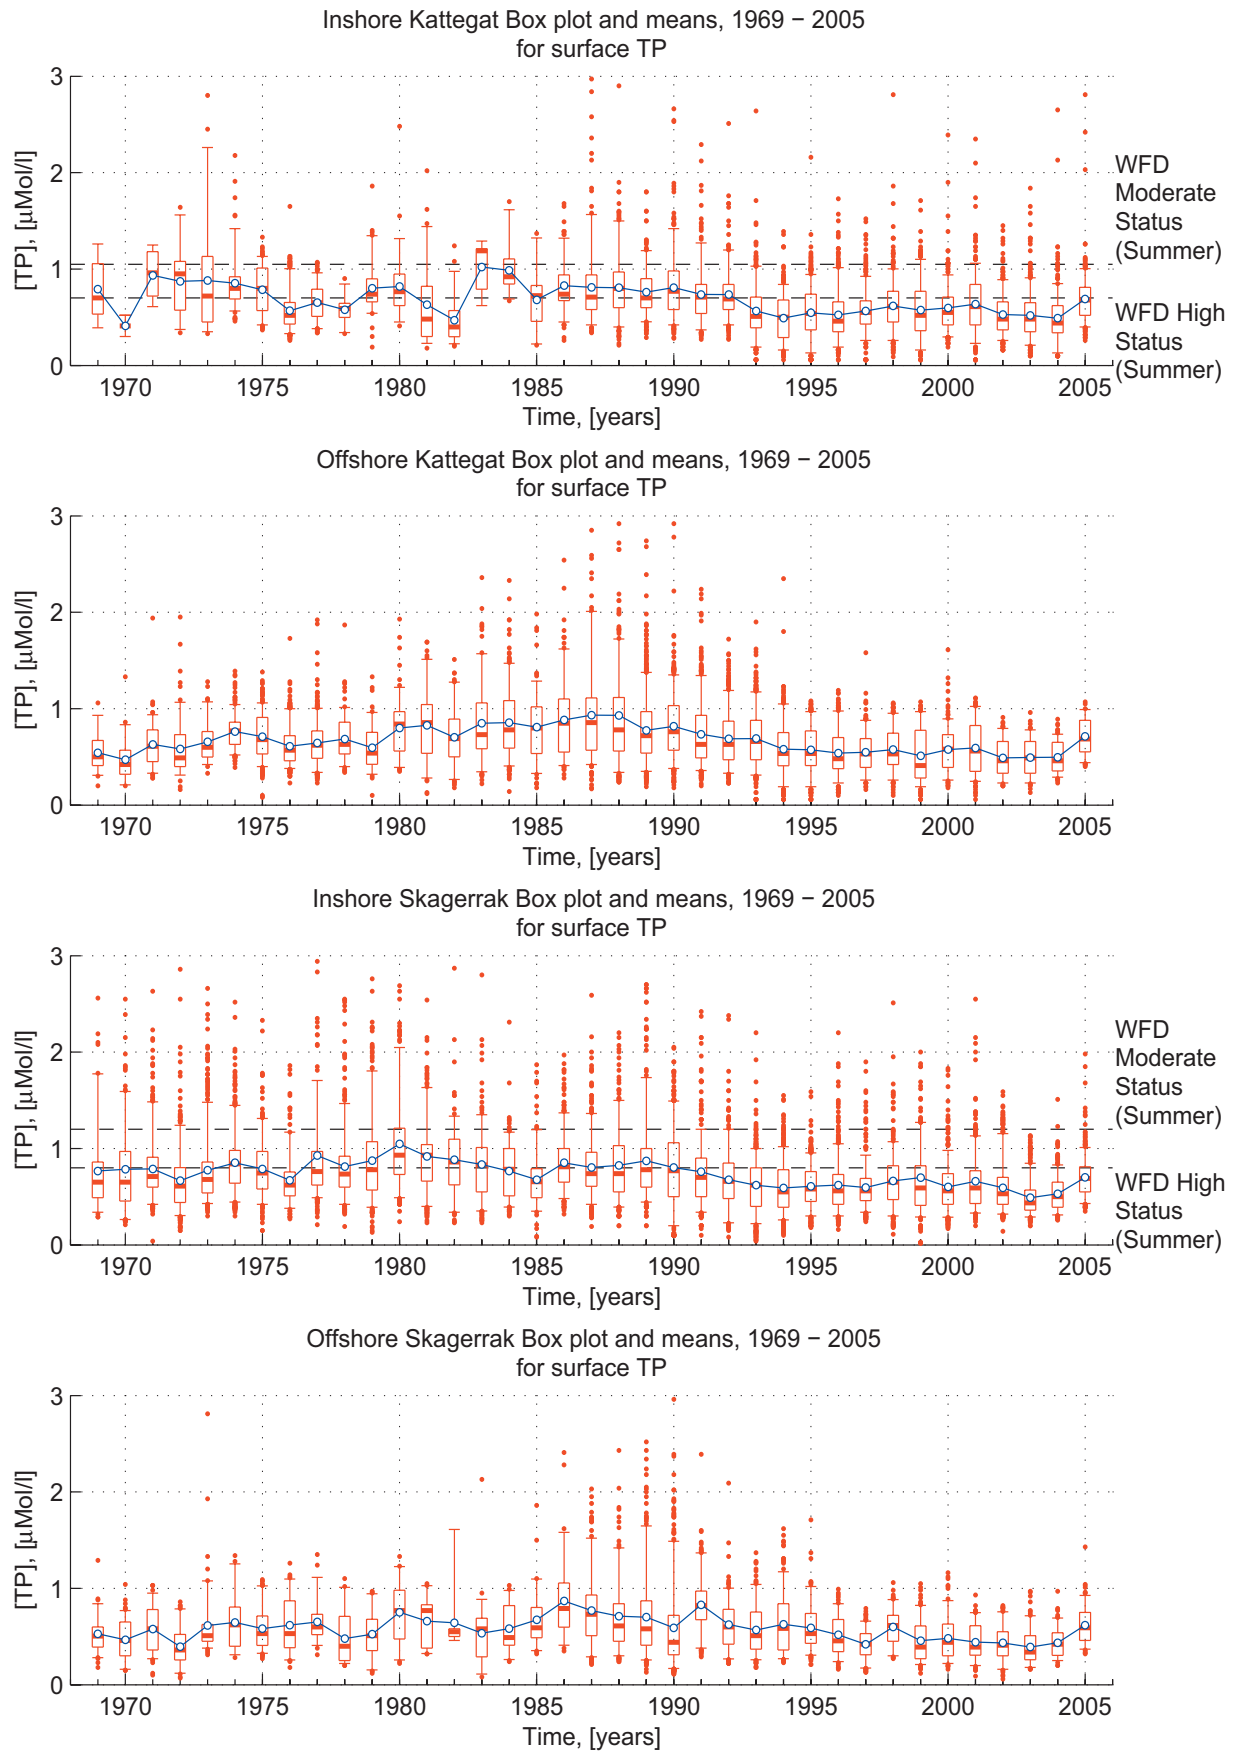 Inshore Kattegat Box plot and means, 1969 − 2005
for surface TP
3
2
1
0
[TP], [µMol/l]
WFD
Moderate
Status
(Summer)
WFD High
Status
(Summer)
1970 1975 1980 1985 1990 1995 2000 2005
Time, [years]
Offshore Kattegat Box plot and means, 1969 − 2005
for surface TP
3
2
1
0
[TP], [µMol/l]
1970 1975 1980 1985 1990 1995 2000 2005
Time, [years]
Inshore Skagerrak Box plot and means, 1969 − 2005
for surface TP
3
2
1
0
[TP], [µMol/l]
WFD
Moderate
Status
(Summer)
WFD High
Status
(Summer)
1970 1975 1980 1985 1990 1995 2000 2005
Time, [years]
Offshore Skagerrak Box plot and means, 1969 − 2005
for surface TP
3
2
1
0
[TP], [µMol/l]
1970 1975 1980 1985 1990 1995 2000 2005
Time, [years]